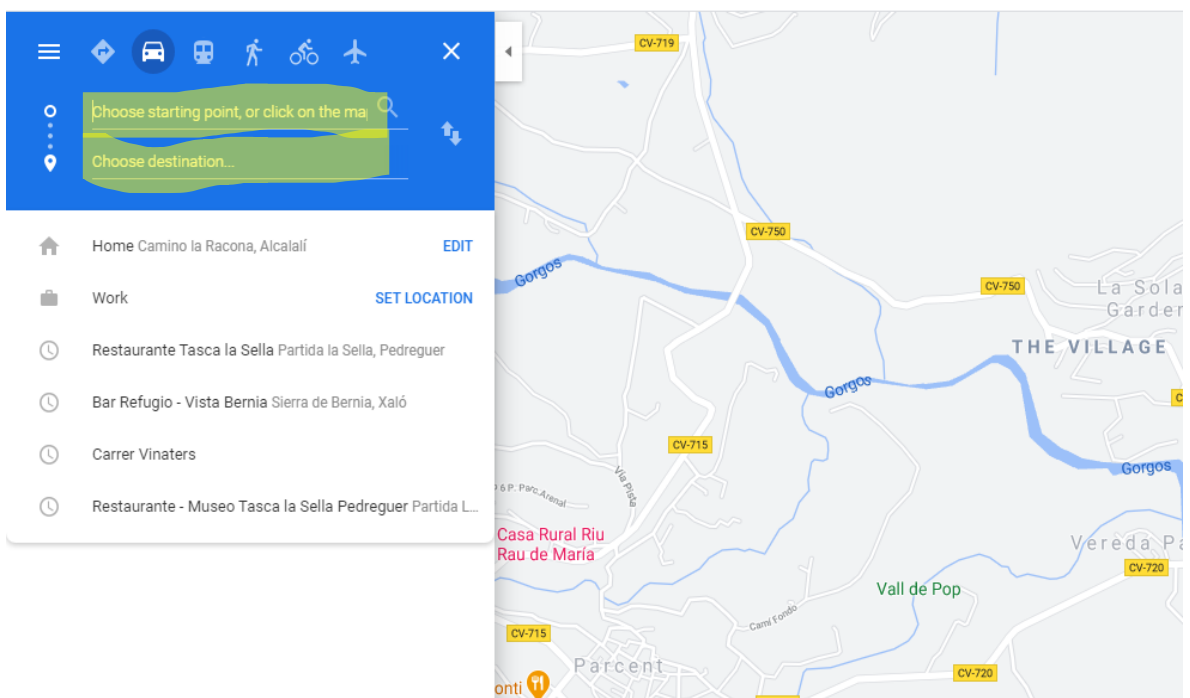 Choose starting point, or click on the ma
Choose destination...
Home Camino la Racona, Alcalalí EDIT
Work SET LOCATION
Restaurante Tasca la Sella Partida la Sella, Pedreguer
Bar Refugio - Vista Bernia Sierra de Bernia, Xaló
Carrer Vinaters
Restaurante - Museo Tasca la Sella Pedreguer Partida L...
CV-719
CV-750
Gorgos
CV-750
La Sola
Garden
THE VILLAGE
Gorgos
C
CV-715
Gorgos
Via Pista
6 P. Parc.Arenal
Casa Rural Riu
Rau de María
Vereda Pa
CV-720
Vall de Pop
Camí Fondo
CV-715
Parcent
CV-720
onti